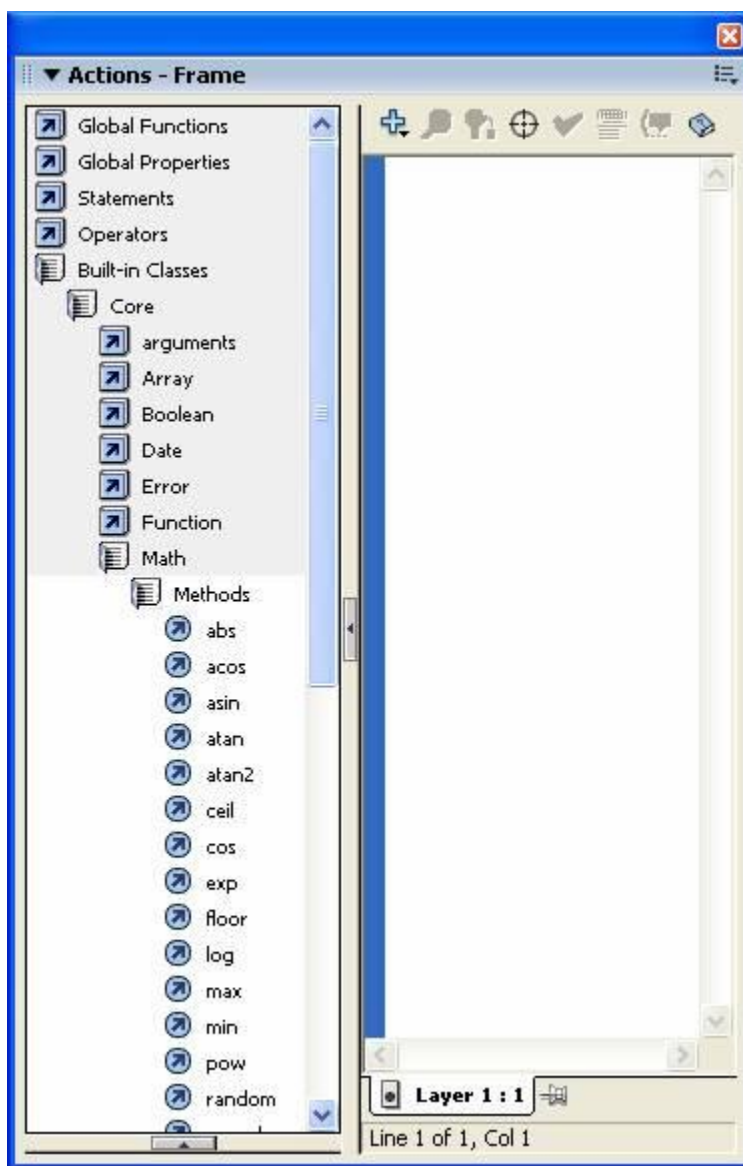 Actions - Frame
Global Functions
Global Properties
Statements
Operators
Built-in Classes
Core
arguments
Array
Boolean
Date
Error
Function
Math
Methods
abs
acos
asin
atan
atan2
ceil
cos
exp
floor
log
max
min
pow
random
Layer 1 : 1
Line 1 of 1, Col 1